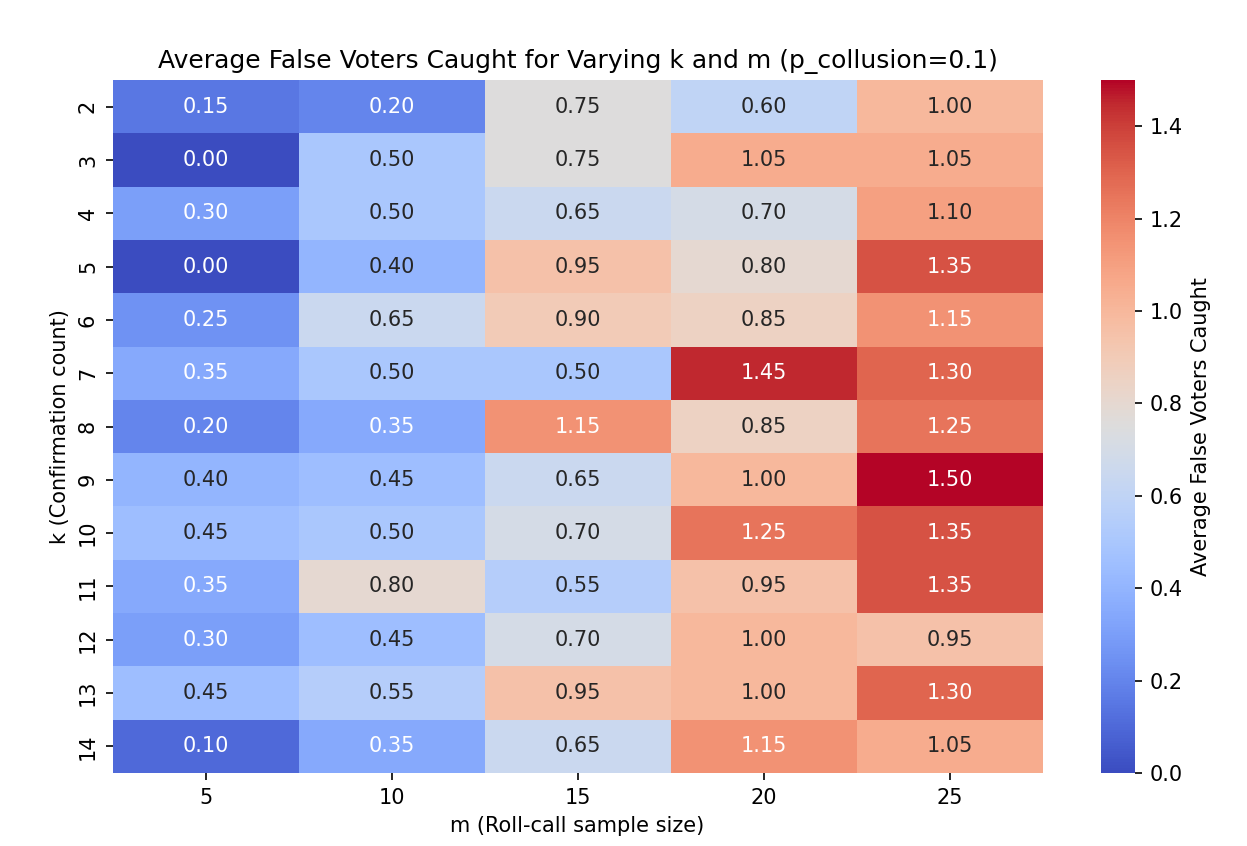 Average False Voters Caught for Varying k and m (p_collusion=0.1)
k (Confirmation count)
2 0.15 0.20 0.75 0.60 1.00
3 0.00 0.50 0.75 1.05 1.05
4 0.30 0.50 0.65 0.70 1.10
5 0.00 0.40 0.95 0.80 1.35
6 0.25 0.65 0.90 0.85 1.15
7 0.35 0.50 0.50 1.45 1.30
8 0.20 0.35 1.15 0.85 1.25
9 0.40 0.45 0.65 1.00 1.50
10 0.45 0.50 0.70 1.25 1.35
11 0.35 0.80 0.55 0.95 1.35
12 0.30 0.45 0.70 1.00 0.95
13 0.45 0.55 0.95 1.00 1.30
14 0.10 0.35 0.65 1.15 1.05
5 10 15 20 25
m (Roll-call sample size)
1.4
1.2
1.0
0.8
0.6
0.4
0.2
0.0
Average False Voters Caught